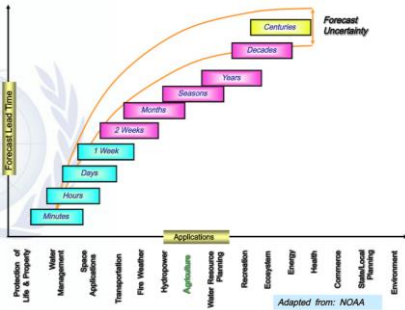 Forecast
Uncertainty
Centuries
Decades
Years
Seasons
Months
2 Weeks
1 Week
Days
Hours
Minutes
Forecast Lead Time
Applications
Protection of
Life & Property
Water
Management
Space
Applications
Transportation
Fire Weather
Hydropower
Agriculture
Water Resource
Planning
Recreation
Ecosystem
Energy
Health
Commerce
State/Local
Planning
Environment
Adapted from: NOAA